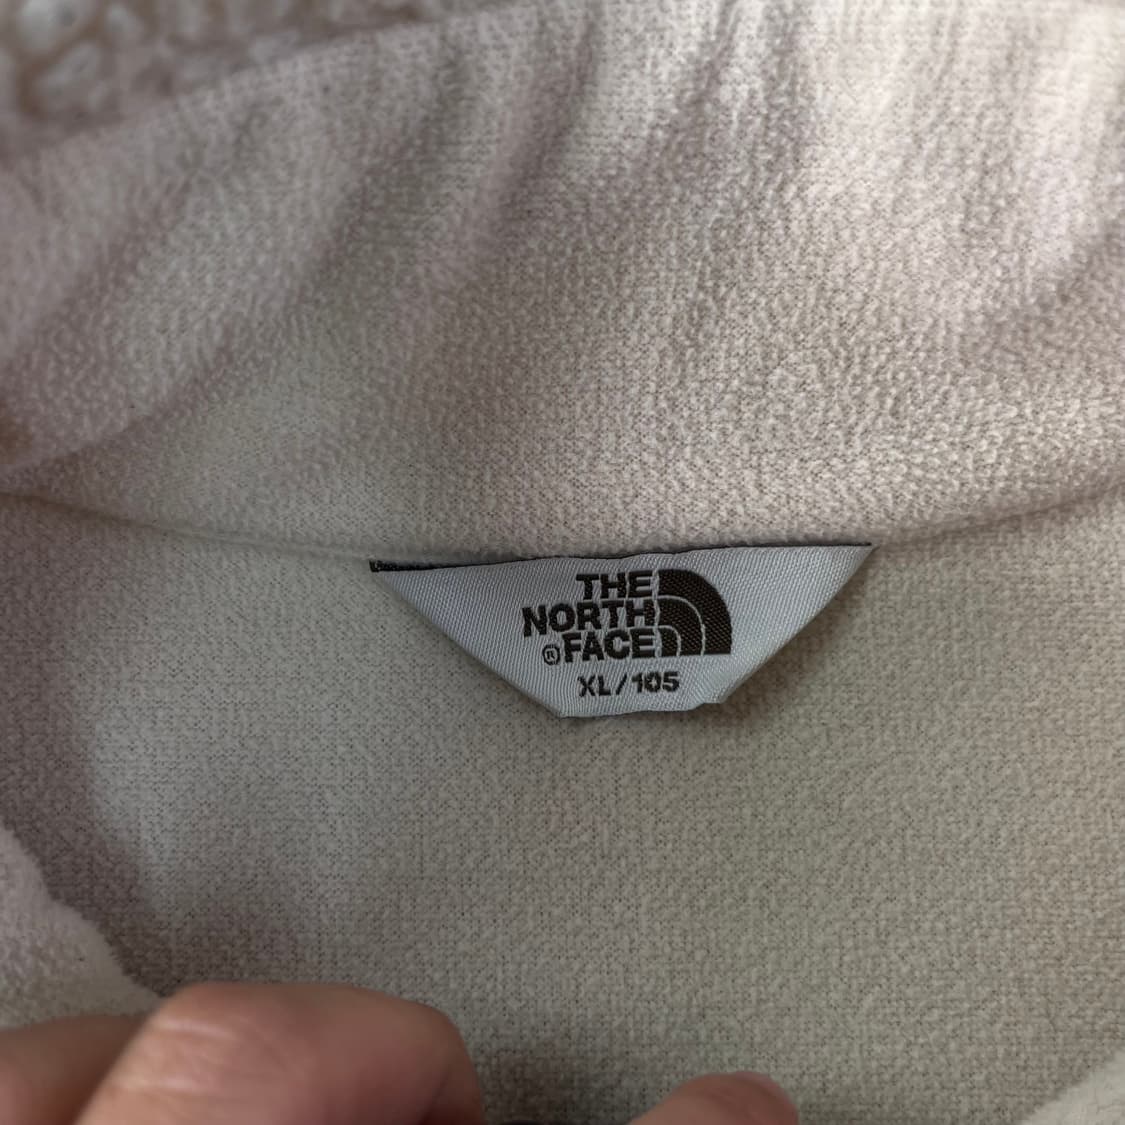 THE
NORTH
®FACE
XL/105